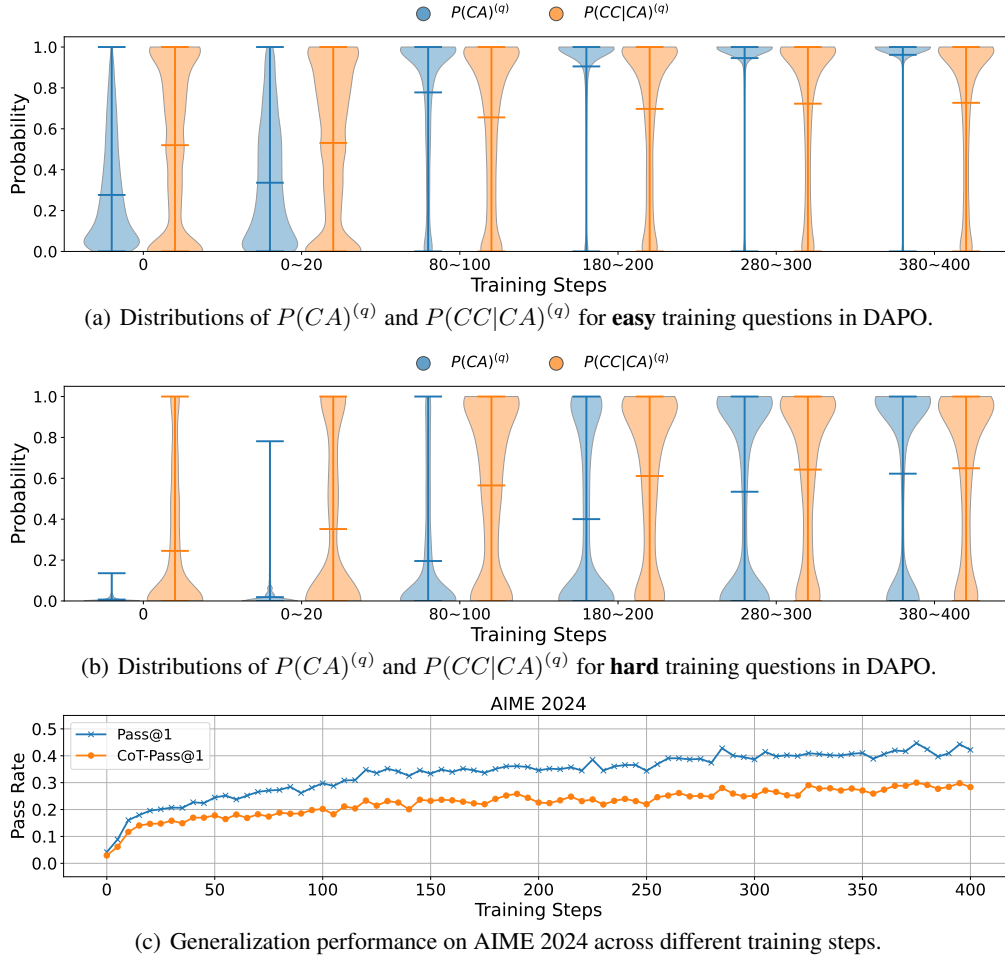 P(CA)^(q) P(CC|CA)^(q)
1.0
0.8
0.6
0.4
0.2
0.0
Probability
0 0~20 80~100 180~200 280~300 380~400
Training Steps
(a) Distributions of P(CA)^(q) and P(CC|CA)^(q) for easy training questions in DAPO.
P(CA)^(q) P(CC|CA)^(q)
1.0
0.8
0.6
0.4
0.2
0.0
Probability
0 0~20 80~100 180~200 280~300 380~400
Training Steps
(b) Distributions of P(CA)^(q) and P(CC|CA)^(q) for hard training questions in DAPO.
AIME 2024
Pass@1
CoT-Pass@1
0.5
0.4
0.3
0.2
0.1
0.0
Pass Rate
0 50 100 150 200 250 300 350 400
Training Steps
(c) Generalization performance on AIME 2024 across different training steps.